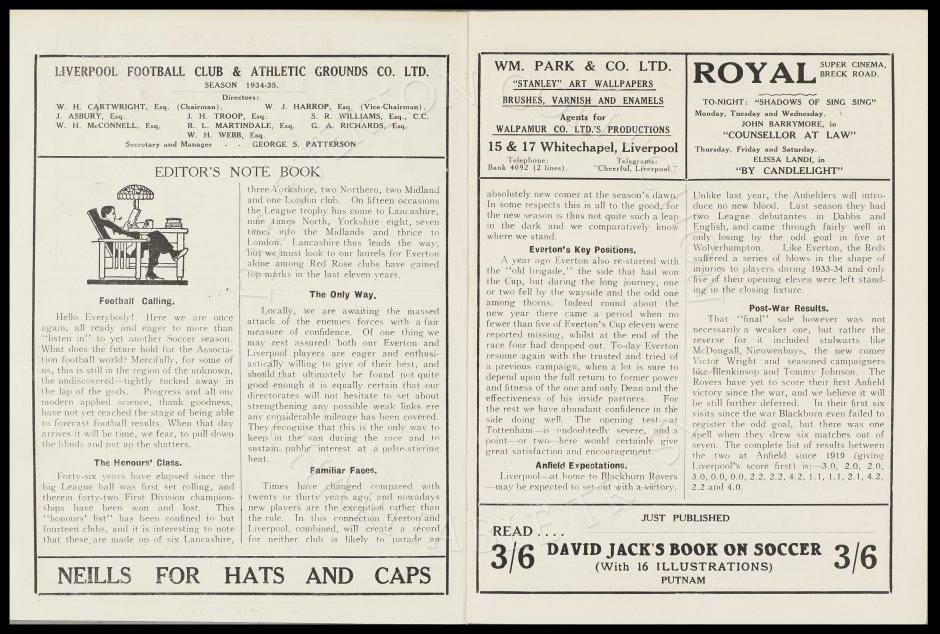 LIVERPOOL FOOTBALL CLUB & ATHLETIC GROUNDS CO. LTD.
SEASON 1934-35.
Directors:
W. H. CARTWRIGHT, Esq. (Chairman). W. J. HARROP, Esq. (Vice-Chairman).
J. ASBURY, Esq. J. H. TROOP, Esq. S. R. WILLIAMS, Esq., C.C.
W. H. McCONNELL, Esq. R. L. MARTINDALE, Esq. G. A. RICHARDS, Esq.
W. H. WEBB, Esq.
Secretary and Manager - - GEORGE S. PATTERSON
EDITOR'S NOTE BOOK
Football Calling.
Hello Everybody! Here we are once
again, all ready and eager to more than
"listen in" to yet another Soccer season.
What does the future hold for the Associa-
tion football world? Mercifully, for some of
us, this is still in the region of the unknown,
the undiscovered—tightly tucked away in
the lap of the gods. Progress and all our
modern applied science, thank goodness,
have not yet reached the stage of being able
to forecast football results. When that day
arrives it will be time, we fear, to pull down
the blinds and put up the shutters.
The Honours' Class.
Forty-six years have elapsed since the
big League ball was first set rolling, and
therein forty-two First Division champion-
ships have been won and lost. This
"honours' list" has been confined to but
fourteen clubs, and it is interesting to note
that these are made up of six Lancashire,
three Yorkshire, two Northern, two Midland
and one London club. On fifteen occasions
the League trophy has come to Lancashire,
nine times North, Yorkshire eight, seven
times into the Midlands and thrice to
London. Lancashire thus leads the way,
but we must look to our laurels for Everton
alone among Red Rose clubs have gained
top marks in the last eleven years.
The Only Way.
Locally, we are awaiting the massed
attack of the enemies forces with a fair
measure of confidence. Of one thing we
may rest assured: both our Everton and
Liverpool players are eager and enthusi-
astically willing to give of their best, and
should that ultimately be found not quite
good enough it is equally certain that our
directorates will not hesitate to set about
strengthening any possible weak links ere
any considerable mileage has been covered.
They recognise that this is the only way to
keep in the van during the race and to
sustain public interest at a pulse-stirring
heat.
Familiar Faces.
Times have changed compared with
twenty or thirty years ago, and nowadays
new players are the exception rather than
the rule. In this connection Everton and
Liverpool, combined, will create a record
for neither club is likely to parade an
NEILLS FOR HATS AND CAPS
WM. PARK & CO. LTD.
"STANLEY" ART WALLPAPERS
BRUSHES, VARNISH AND ENAMELS
Agents for
WALPAMUR CO. LTD.'S PRODUCTIONS
15 & 17 Whitechapel, Liverpool
Telephone: Telegrams:
Bank 4092 (2 lines). "Cheerful, Liverpool."
ROYAL SUPER CINEMA,
BRECK ROAD.
TO-NIGHT: "SHADOWS OF SING SING"
Monday, Tuesday and Wednesday.
JOHN BARRYMORE, in
"COUNSELLOR AT LAW"
Thursday, Friday and Saturday.
ELISSA LANDI, in
"BY CANDLELIGHT"
absolutely new comer at the season's dawn.
In some respects this is all to the good, for
the new season is thus not quite such a leap
in the dark and we comparatively know
where we stand.
Everton's Key Positions.
A year ago Everton also re-started with
the "old brigade," the side that had won
the Cup, but during the long journey, one
or two fell by the wayside and the odd one
among thorns. Indeed round about the
new year there came a period when no
fewer than five of Everton's Cup eleven were
reported missing, whilst at the end of the
race four had dropped out. To-day Everton
resume again with the trusted and tried of
a previous campaign, when a lot is sure to
depend upon the full return to former power
and fitness of the one and only Dean and the
effectiveness of his inside partners. For
the rest we have abundant confidence in the
side doing well. The opening test—at
Tottenham—is undoubtedly severe, and a
point—or two—here would certainly give
great satisfaction and encouragement.
Anfield Expectations.
Liverpool—at home to Blackburn Rovers
—may be expected to set out with a victory.
Unlike last year, the Anfielders will intro-
duce no new blood. Last season they had
two League debutantes in Dabbs and
English, and came through fairly well in
only losing by the odd goal in five at
Wolverhampton. Like Everton, the Reds
suffered a series of blows in the shape of
injuries to players during 1933-34 and only
five of their opening eleven were left stand-
ing in the closing fixture.
Post-War Results.
That "final" side however was not
necessarily a weaker one, but rather the
reverse for it included stalwarts like
McDougall, Nieuwenhuys, the new comer
Victor Wright and seasoned campaigners
like Blenkinsop and Tommy Johnson. The
Rovers have yet to score their first Anfield
victory since the war, and we believe it will
be still further deferred. In their first six
visits since the war Blackburn even failed to
register the odd goal, but there was one
spell when they drew six matches out of
seven. The complete list of results between
the two at Anfield since 1919 (giving
Liverpool's score first) is:—3.0, 2.0, 2.0,
3.0, 0.0, 0.0, 2.2, 2.2, 4.2, 1.1, 1.1, 2.1, 4.2,
2.2 and 4.0.
JUST PUBLISHED
READ ....
3/6 DAVID JACK'S BOOK ON SOCCER 3/6
(With 16 ILLUSTRATIONS)
PUTNAM